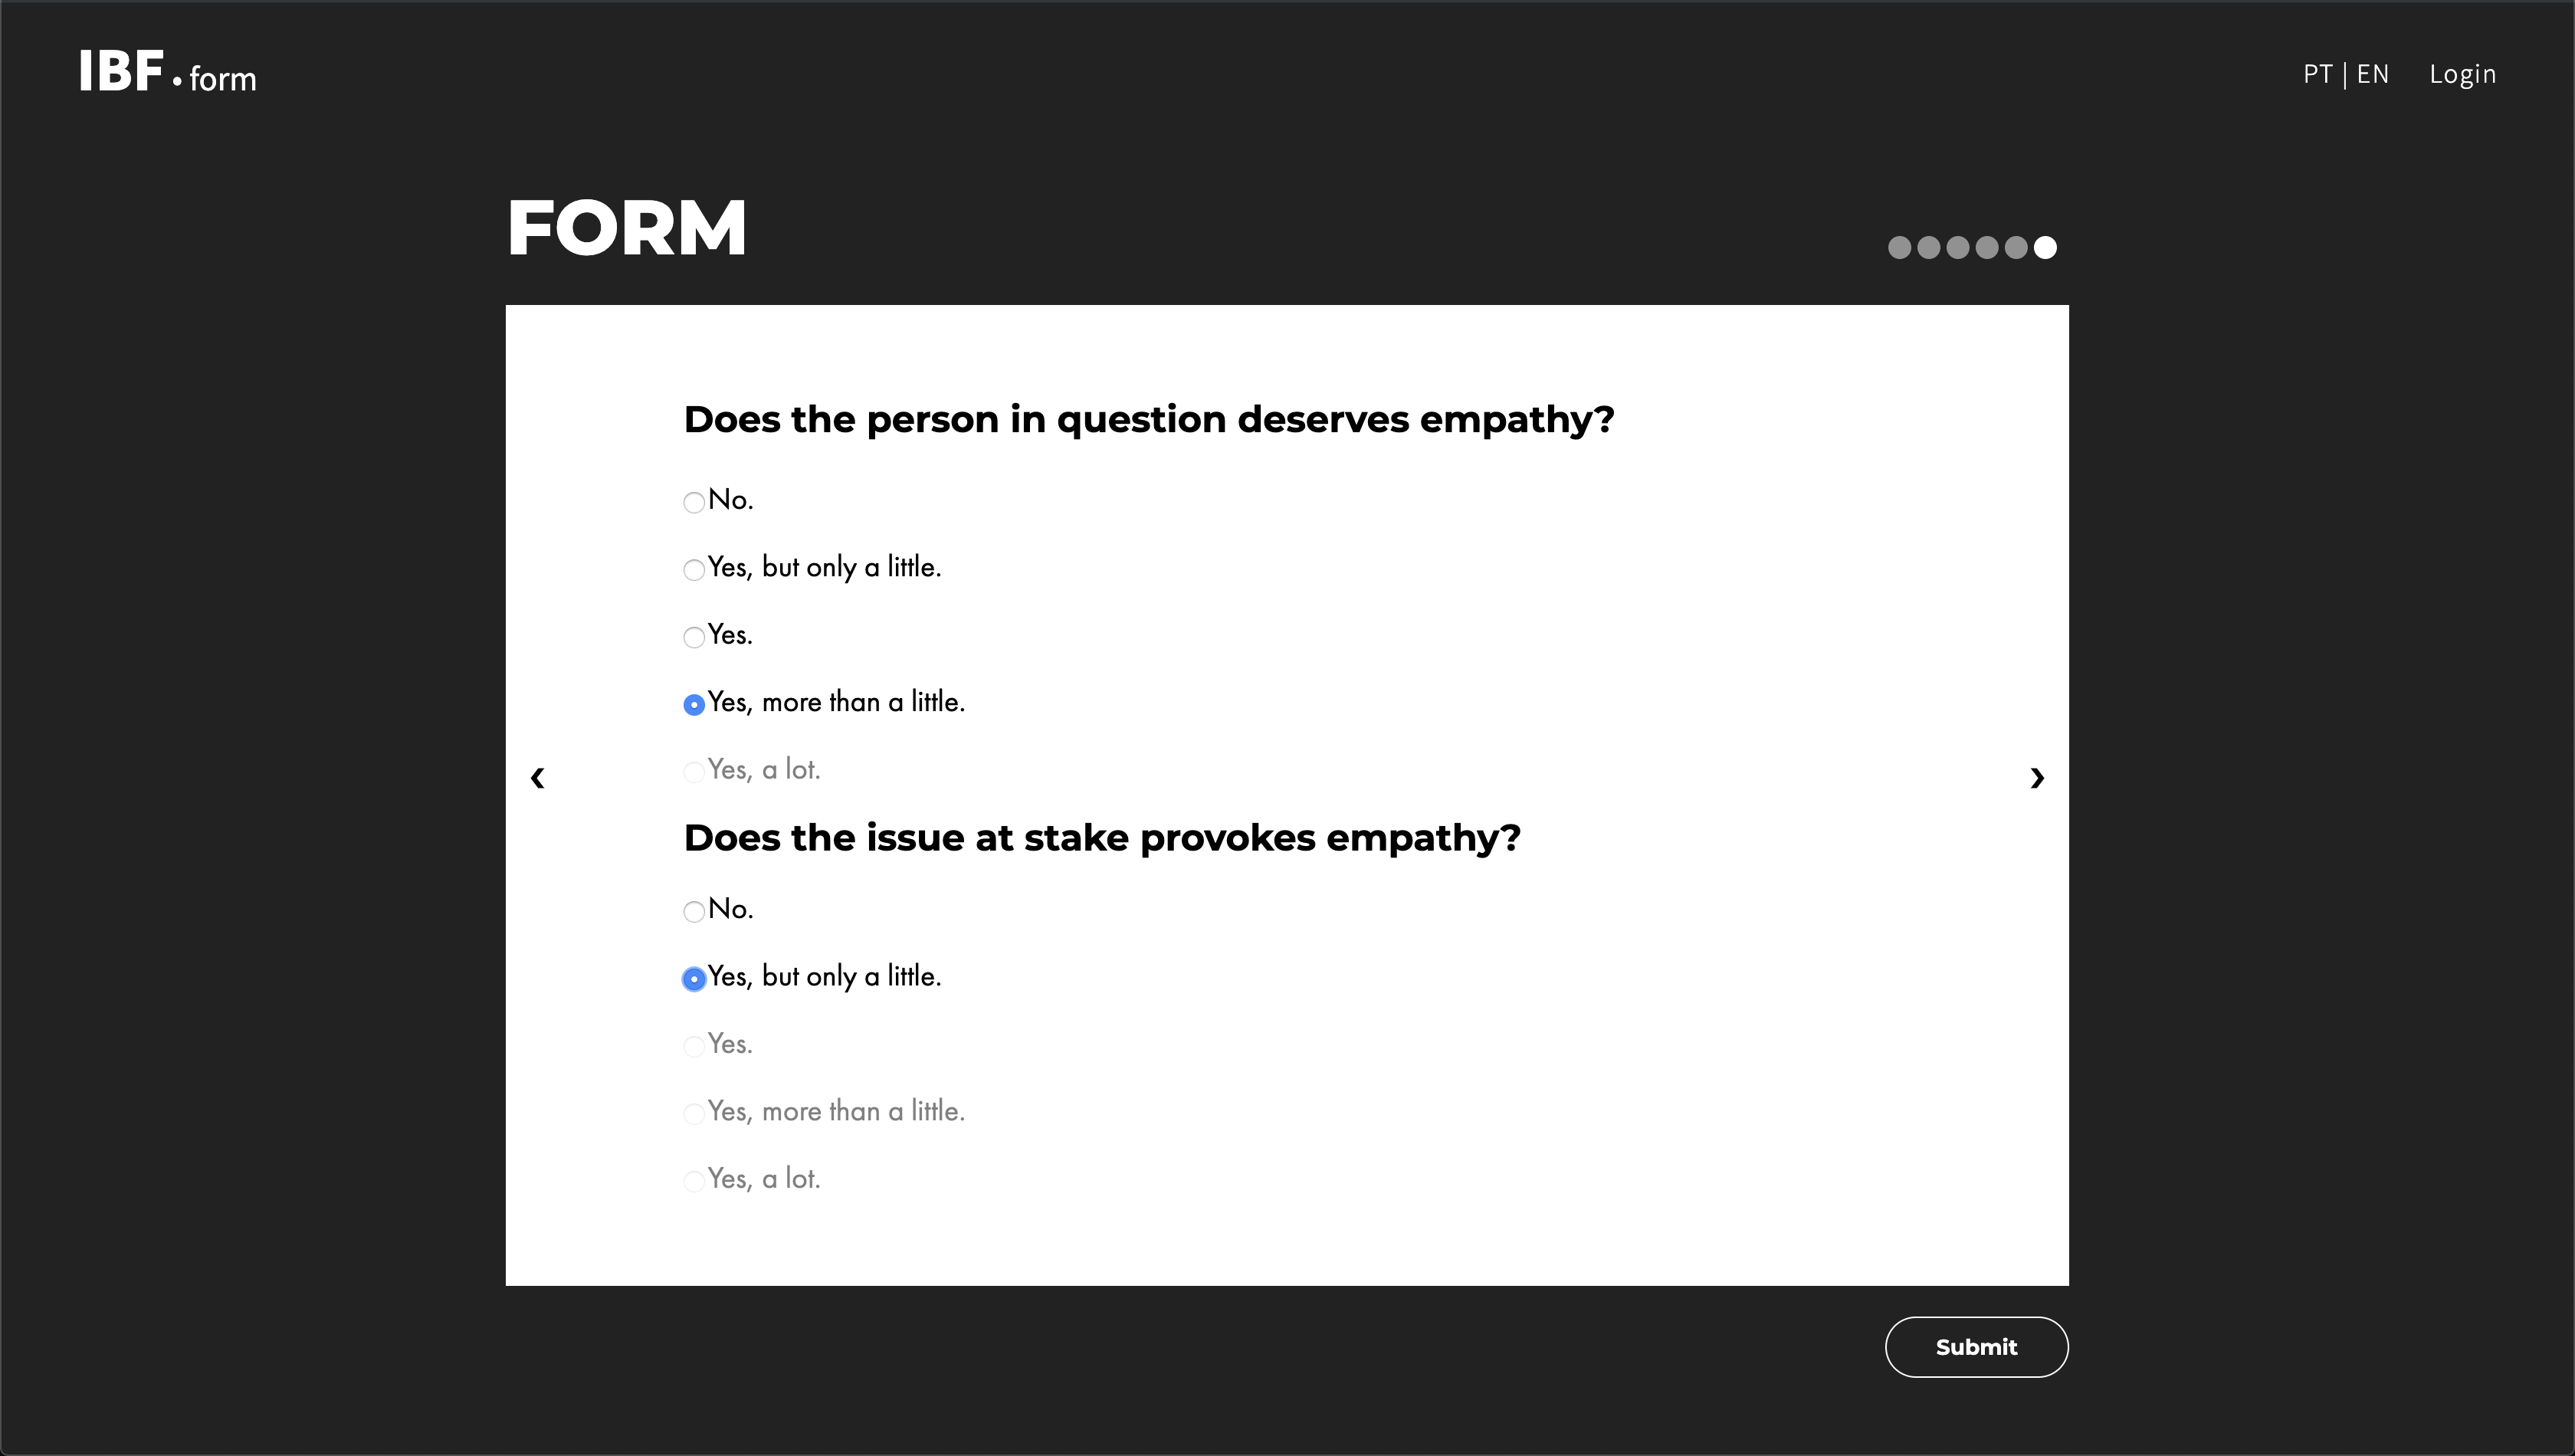 IBF.form
PT | EN Login
FORM
Does the person in question deserves empathy?
No.
Yes, but only a little.
Yes.
Yes, more than a little.
Yes, a lot.
Does the issue at stake provokes empathy?
No.
Yes, but only a little.
Yes.
Yes, more than a little.
Yes, a lot.
Submit